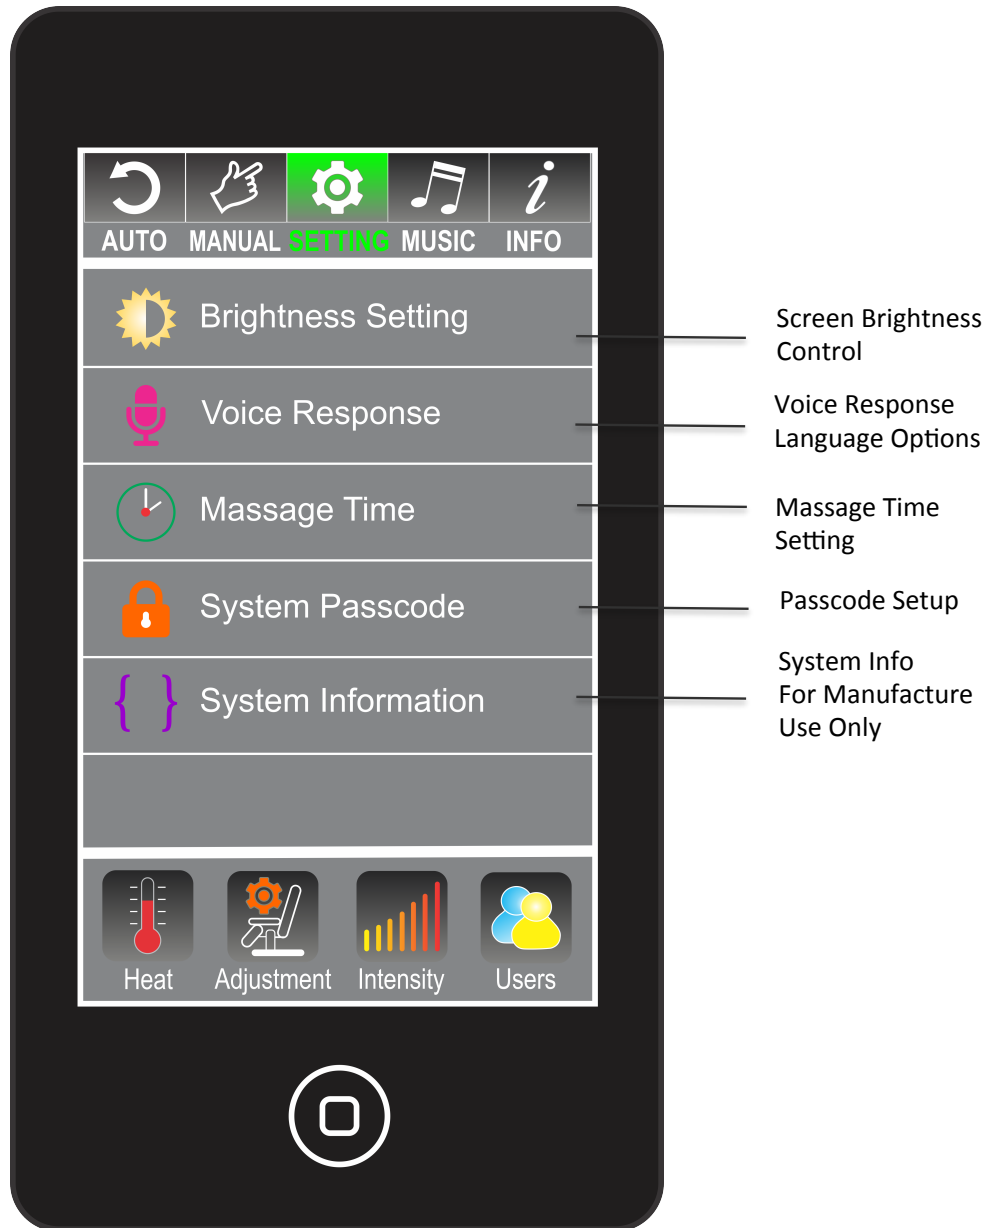 AUTO MANUAL SETTING MUSIC INFO
Brightness Setting
Voice Response
Massage Time
System Passcode
System Information
Heat Adjustment Intensity Users
Screen Brightness
Control
Voice Response
Language Options
Massage Time
Setting
Passcode Setup
System Info
For Manufacture
Use Only